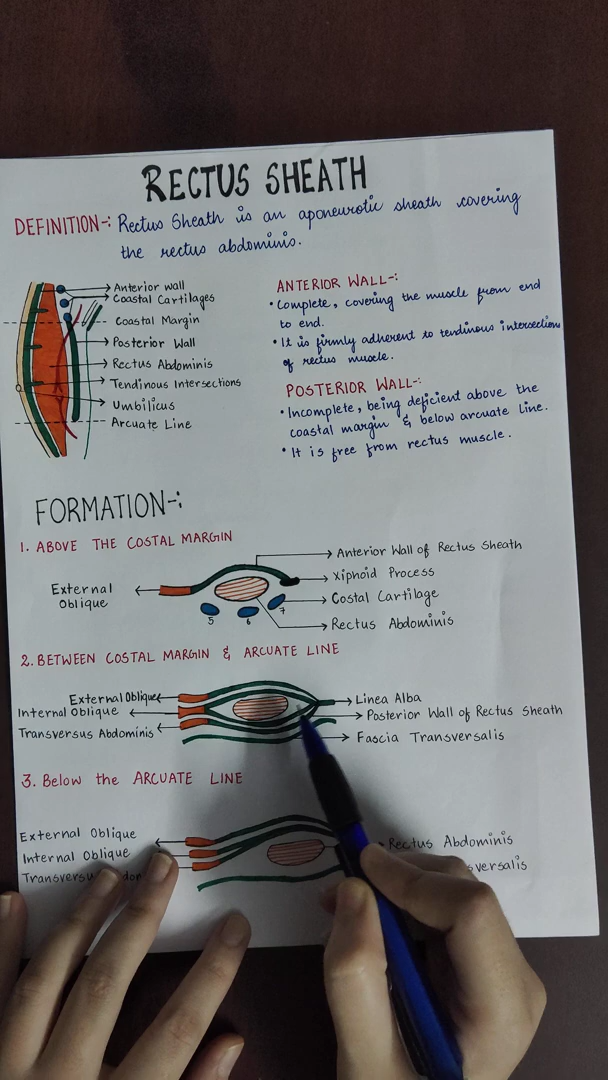 RECTUS SHEATH
DEFINITION-: Rectus Sheath is an aponeurotic sheath covering
the rectus abdominis.
Anterior wall
Coastal Cartilages
Coastal Margin
Posterior Wall
Rectus Abdominis
Tendinous Intersections
Umbilicus
Arcuate Line
ANTERIOR WALL-:
• Complete, covering the muscle from end
to end.
• It is firmly adherent to tendinous intersections
of rectus muscle.
POSTERIOR WALL-:
• Incomplete, being deficient above the
coastal margin & below arcuate line.
• It is free from rectus muscle.
FORMATION-:
1. ABOVE THE COSTAL MARGIN
External
Oblique
Anterior Wall of Rectus Sheath
Xiphoid Process
Costal Cartilage
Rectus Abdominis
5 6 7
2. BETWEEN COSTAL MARGIN & ARCUATE LINE
External Oblique
Internal Oblique
Transversus Abdominis
Linea Alba
Posterior Wall of Rectus Sheath
Fascia Transversalis
3. Below the ARCUATE LINE
External Oblique
Internal Oblique
Rectus Abdominis